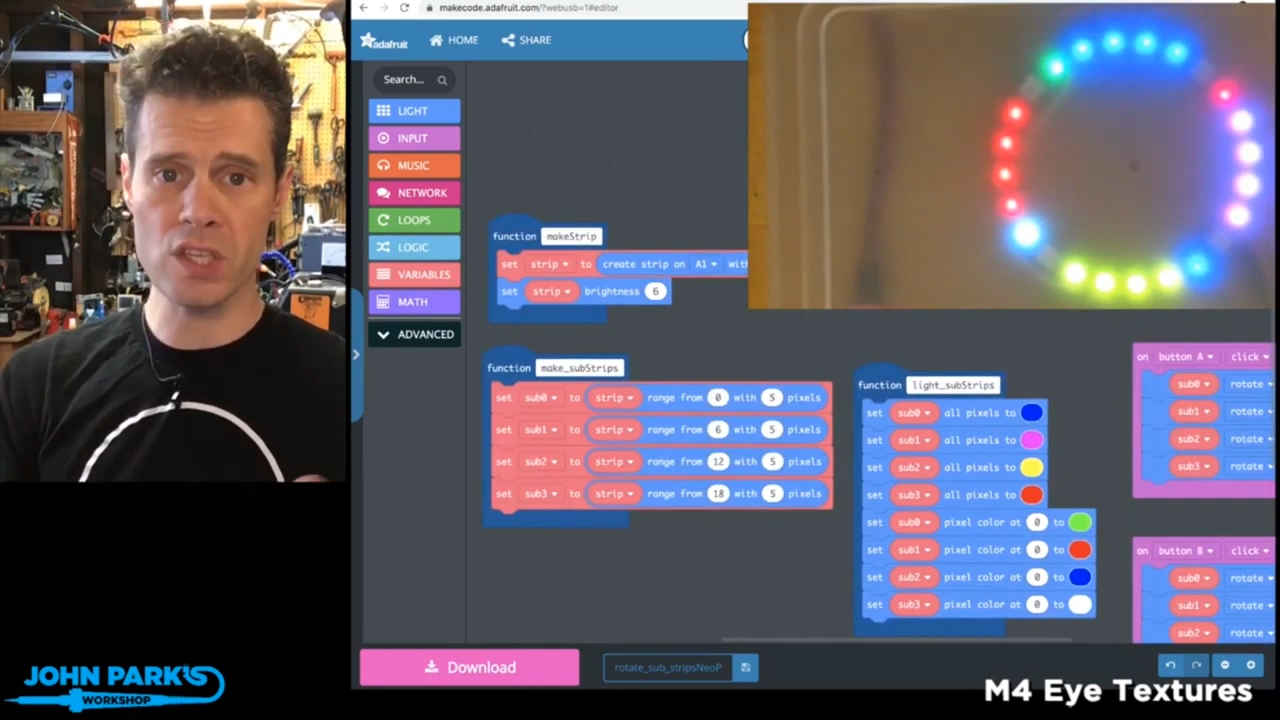 makecode.adafruit.com/?webusb=1#editor
adafruit HOME SHARE
Search...
LIGHT
INPUT
MUSIC
NETWORK
LOOPS
LOGIC
VARIABLES
MATH
ADVANCED
function makeStrip
set strip to create strip on A1 with
set strip brightness 6
function make_subStrips
set sub0 to strip range from 0 with 5 pixels
set sub1 to strip range from 6 with 5 pixels
set sub2 to strip range from 12 with 5 pixels
set sub3 to strip range from 18 with 5 pixels
function light_subStrips
set sub0 all pixels to
set sub1 all pixels to
set sub2 all pixels to
set sub3 all pixels to
set sub0 pixel color at 0 to
set sub1 pixel color at 0 to
set sub2 pixel color at 0 to
set sub3 pixel color at 0 to
on button A click
sub0 rotate
sub1 rotate
sub2 rotate
sub3 rotate
on button B click
sub0 rotate
sub1 rotate
sub2 rotate
Download
rotate_sub_stripsNeoP
JOHN PARK'S
WORKSHOP
M4 Eye Textures